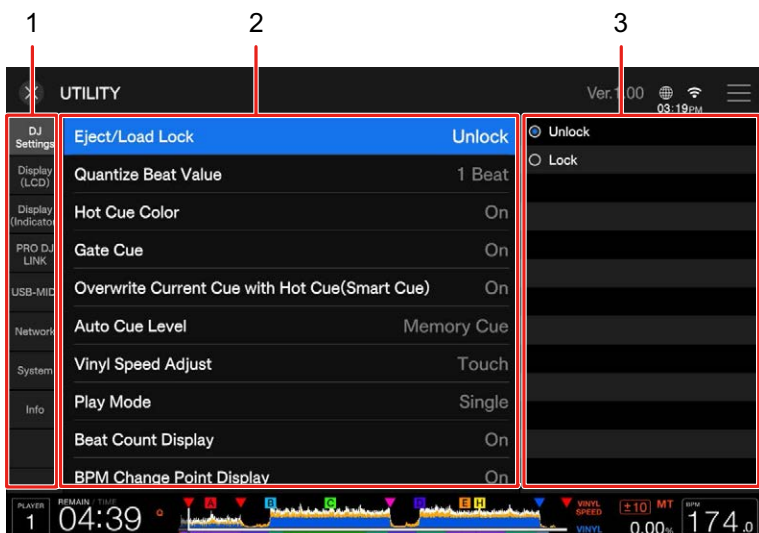 1 2 3
UTILITY Ver.1.00 03:19PM
DJ Settings
Display (LCD)
Display (Indicator
PRO DJ LINK
USB-MID
Network
System
Info
Eject/Load Lock Unlock
Quantize Beat Value 1 Beat
Hot Cue Color On
Gate Cue On
Overwrite Current Cue with Hot Cue(Smart Cue) On
Auto Cue Level Memory Cue
Vinyl Speed Adjust Touch
Play Mode Single
Beat Count Display On
BPM Change Point Display On
Unlock
Lock
PLAYER 1
REMAIN / TIME
04:39
A B C D E H
VINYL SPEED
VINYL
±10 MT
0.00%
BPM
174.0